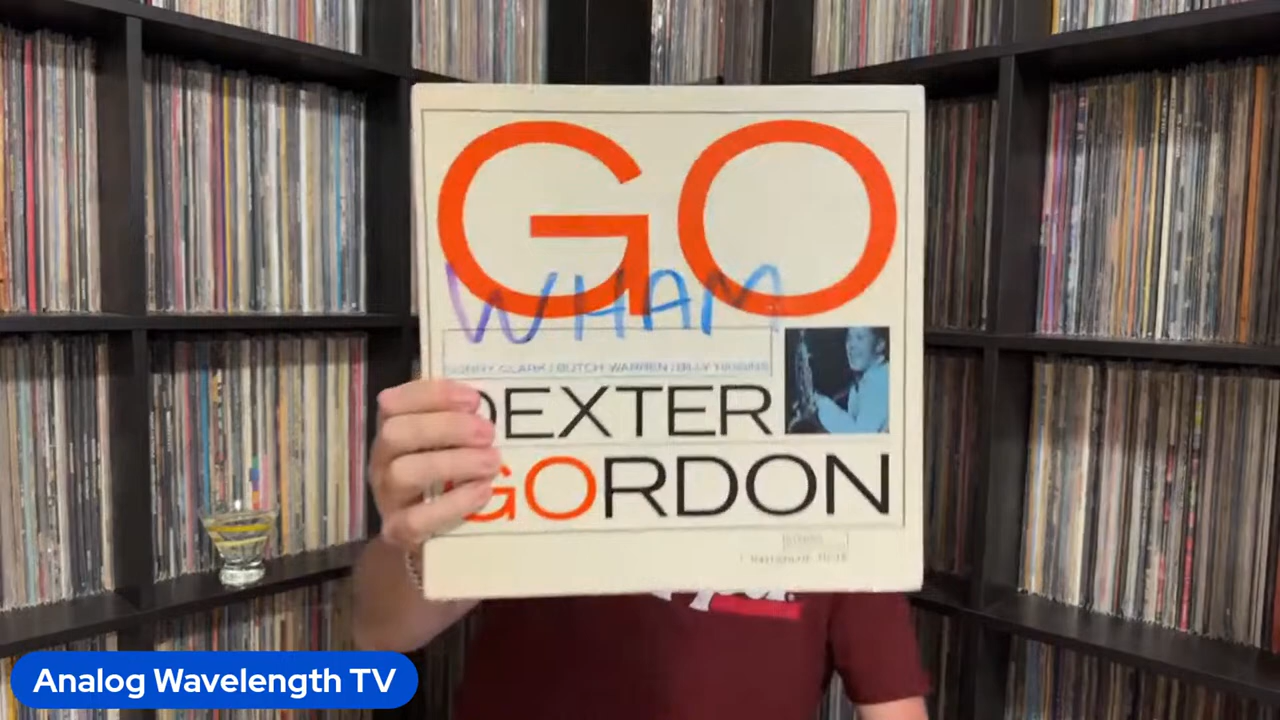 GO
WHAM
SONNY CLARK | BUTCH WARREN | BILLY HIGGINS
DEXTER
GORDON
Analog Wavelength TV